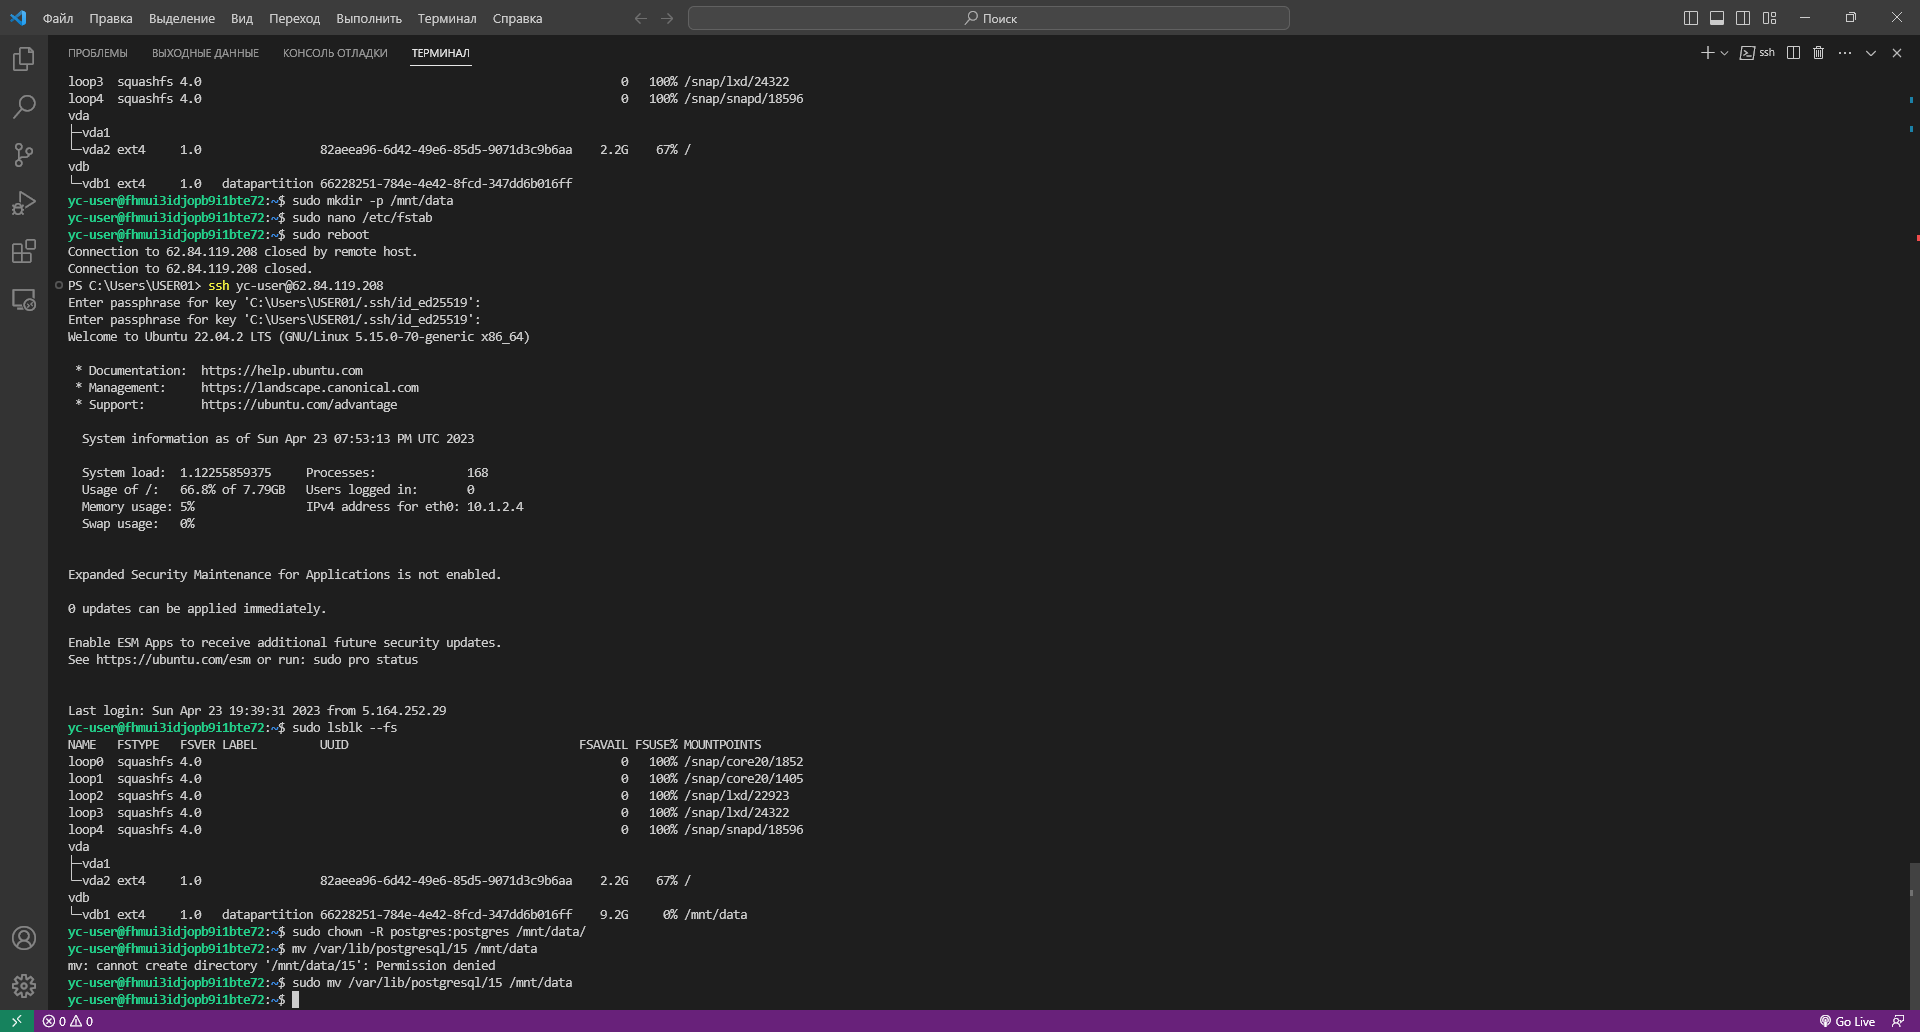 Файл Правка Выделение Вид Переход Выполнить Терминал Справка Поиск
ПРОБЛЕМЫ ВЫХОДНЫЕ ДАННЫЕ КОНСОЛЬ ОТЛАДКИ ТЕРМИНАЛ ssh
loop3  squashfs 4.0                                                            0   100% /snap/lxd/24322
loop4  squashfs 4.0                                                            0   100% /snap/snapd/18596
vda
├─vda1
└─vda2 ext4     1.0                 82aeea96-6d42-49e6-85d5-9071d3c9b6aa    2.2G    67% /
vdb
└─vdb1 ext4     1.0   datapartition 66228251-784e-4e42-8fcd-347dd6b016ff
yc-user@fhmui3idjopb9i1bte72:~$ sudo mkdir -p /mnt/data
yc-user@fhmui3idjopb9i1bte72:~$ sudo nano /etc/fstab
yc-user@fhmui3idjopb9i1bte72:~$ sudo reboot
Connection to 62.84.119.208 closed by remote host.
Connection to 62.84.119.208 closed.
PS C:\Users\USER01> ssh yc-user@62.84.119.208
Enter passphrase for key 'C:\Users\USER01/.ssh/id_ed25519':
Enter passphrase for key 'C:\Users\USER01/.ssh/id_ed25519':
Welcome to Ubuntu 22.04.2 LTS (GNU/Linux 5.15.0-70-generic x86_64)
* Documentation:  https://help.ubuntu.com
* Management:     https://landscape.canonical.com
* Support:        https://ubuntu.com/advantage
System information as of Sun Apr 23 07:53:13 PM UTC 2023
System load:  1.12255859375     Processes:             168
Usage of /:   66.8% of 7.79GB   Users logged in:       0
Memory usage: 5%                IPv4 address for eth0: 10.1.2.4
Swap usage:   0%
Expanded Security Maintenance for Applications is not enabled.
0 updates can be applied immediately.
Enable ESM Apps to receive additional future security updates.
See https://ubuntu.com/esm or run: sudo pro status
Last login: Sun Apr 23 19:39:31 2023 from 5.164.252.29
yc-user@fhmui3idjopb9i1bte72:~$ sudo lsblk --fs
NAME   FSTYPE   FSVER LABEL         UUID                                 FSAVAIL FSUSE% MOUNTPOINTS
loop0  squashfs 4.0                                                            0   100% /snap/core20/1852
loop1  squashfs 4.0                                                            0   100% /snap/core20/1405
loop2  squashfs 4.0                                                            0   100% /snap/lxd/22923
loop3  squashfs 4.0                                                            0   100% /snap/lxd/24322
loop4  squashfs 4.0                                                            0   100% /snap/snapd/18596
vda
├─vda1
└─vda2 ext4     1.0                 82aeea96-6d42-49e6-85d5-9071d3c9b6aa    2.2G    67% /
vdb
└─vdb1 ext4     1.0   datapartition 66228251-784e-4e42-8fcd-347dd6b016ff    9.2G     0% /mnt/data
yc-user@fhmui3idjopb9i1bte72:~$ sudo chown -R postgres:postgres /mnt/data/
yc-user@fhmui3idjopb9i1bte72:~$ mv /var/lib/postgresql/15 /mnt/data
mv: cannot create directory '/mnt/data/15': Permission denied
yc-user@fhmui3idjopb9i1bte72:~$ sudo mv /var/lib/postgresql/15 /mnt/data
yc-user@fhmui3idjopb9i1bte72:~$
0 0 Go Live